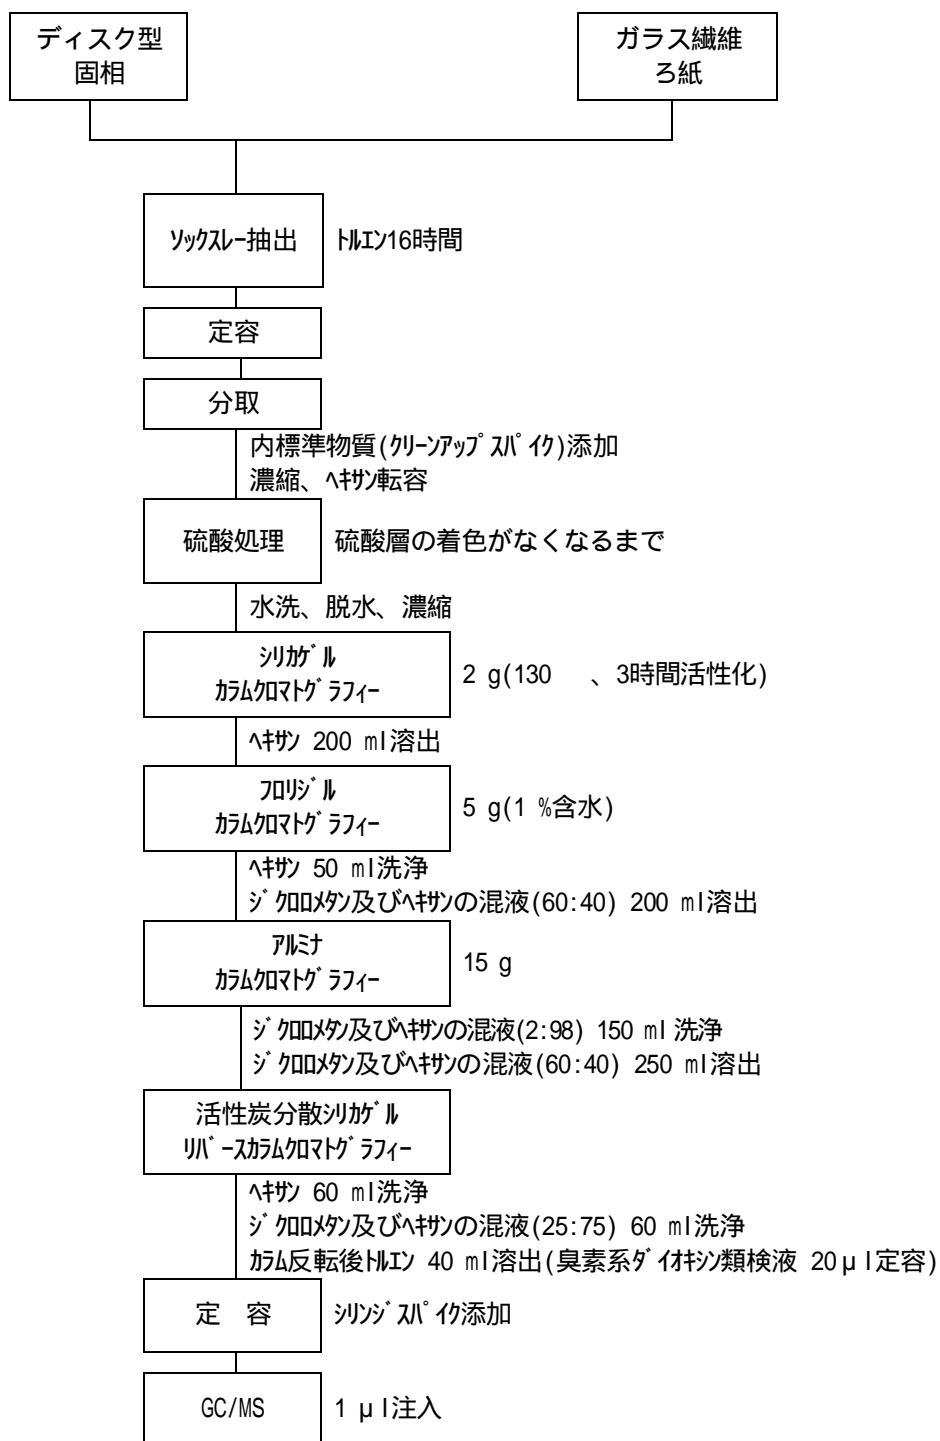 ディスク型
固相
ガラス繊維
ろ紙
ｿｯｸｽﾚｰ抽出
ﾄﾙｴﾝ16時間
定容
分取
内標準物質(ｸﾘｰﾝｱｯﾌﾟｽﾊﾟｲｸ)添加
濃縮、ﾍｷｻﾝ転容
硫酸処理
硫酸層の着色がなくなるまで
水洗、脱水、濃縮
ｼﾘｶｹﾞﾙ
ｶﾗﾑｸﾛﾏﾄｸﾞﾗﾌｨｰ
2 g(130　、3時間活性化)
ﾍｷｻﾝ 200 ml溶出
ﾌﾛﾘｼﾞﾙ
ｶﾗﾑｸﾛﾏﾄｸﾞﾗﾌｨｰ
5 g(1 %含水)
ﾍｷｻﾝ 50 ml洗浄
ｼﾞｸﾛﾛﾒﾀﾝ及びﾍｷｻﾝの混液(60:40) 200 ml溶出
ｱﾙﾐﾅ
ｶﾗﾑｸﾛﾏﾄｸﾞﾗﾌｨｰ
15 g
ｼﾞｸﾛﾛﾒﾀﾝ及びﾍｷｻﾝの混液(2:98) 150 ml 洗浄
ｼﾞｸﾛﾛﾒﾀﾝ及びﾍｷｻﾝの混液(60:40) 250 ml溶出
活性炭分散ｼﾘｶｹﾞﾙ
ﾘﾊﾞｰｽｶﾗﾑｸﾛﾏﾄｸﾞﾗﾌｨｰ
ﾍｷｻﾝ 60 ml洗浄
ｼﾞｸﾛﾛﾒﾀﾝ及びﾍｷｻﾝの混液(25:75) 60 ml洗浄
ｶﾗﾑ反転後ﾄﾙｴﾝ 40 ml溶出(臭素系ﾀﾞｲｵｷｼﾝ類検液 20μl定容)
定　容
ｼﾘﾝｼﾞｽﾊﾟｲｸ添加
GC/MS
1 μl注入